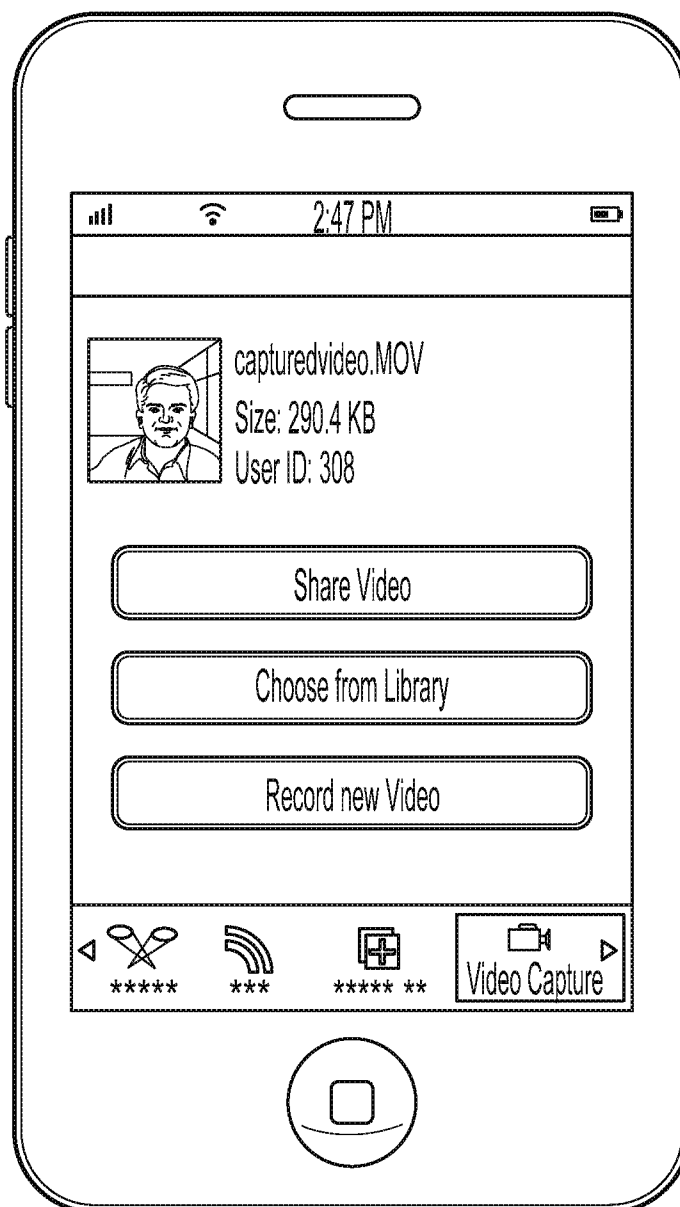 2:47 PM
capturedvideo.MOV
Size: 290.4 KB
User ID: 308
Share Video
Choose from Library
Record new Video
***** *** ***** ** Video Capture